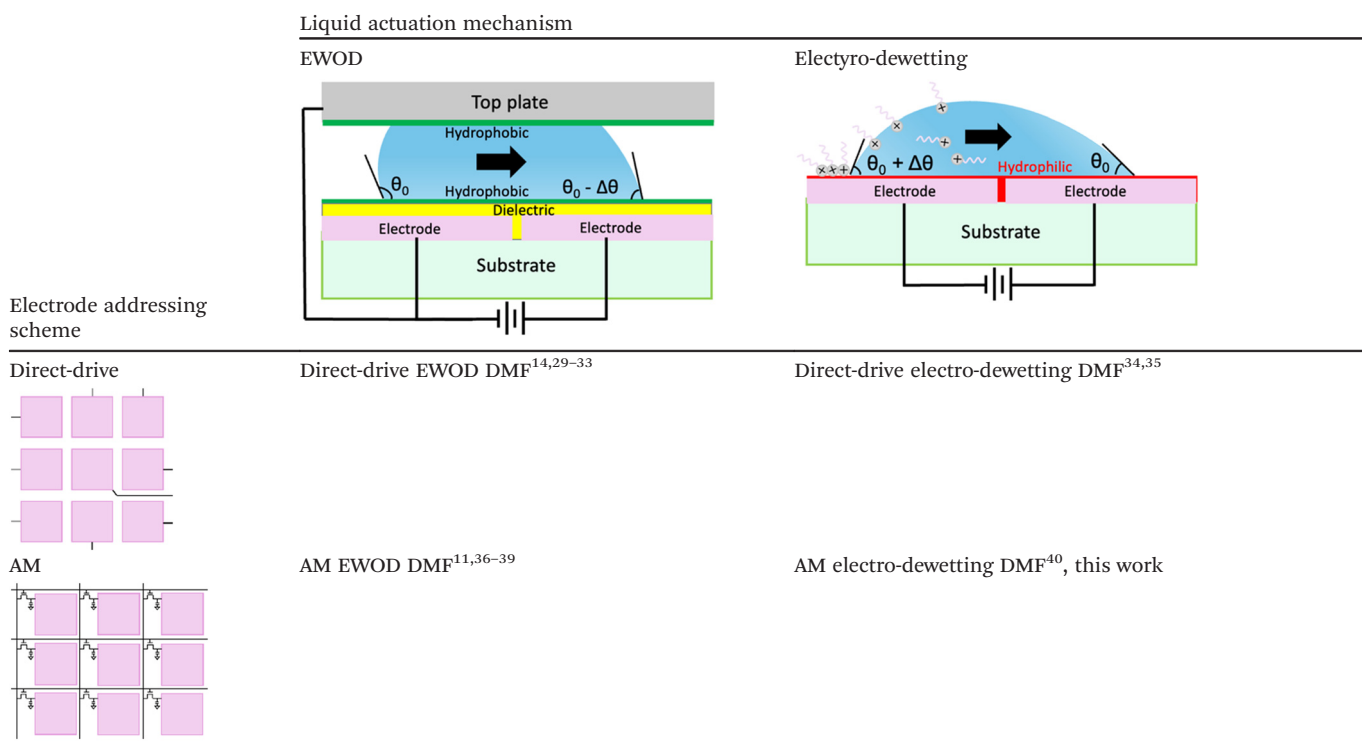 Liquid actuation mechanism
EWOD
Electyro-dewetting
Top plate
Hydrophobic
θ₀
Hydrophobic
θ₀ - Δθ
Dielectric
Electrode
Electrode
Substrate
+
+
+
+
+
+++
θ₀ + Δθ
Hydrophilic
θ₀
Electrode
Electrode
Substrate
Electrode addressing
scheme
Direct-drive
Direct-drive EWOD DMF¹⁴,²⁹⁻³³
Direct-drive electro-dewetting DMF³⁴,³⁵
AM
AM EWOD DMF¹¹,³⁶⁻³⁹
AM electro-dewetting DMF⁴⁰, this work